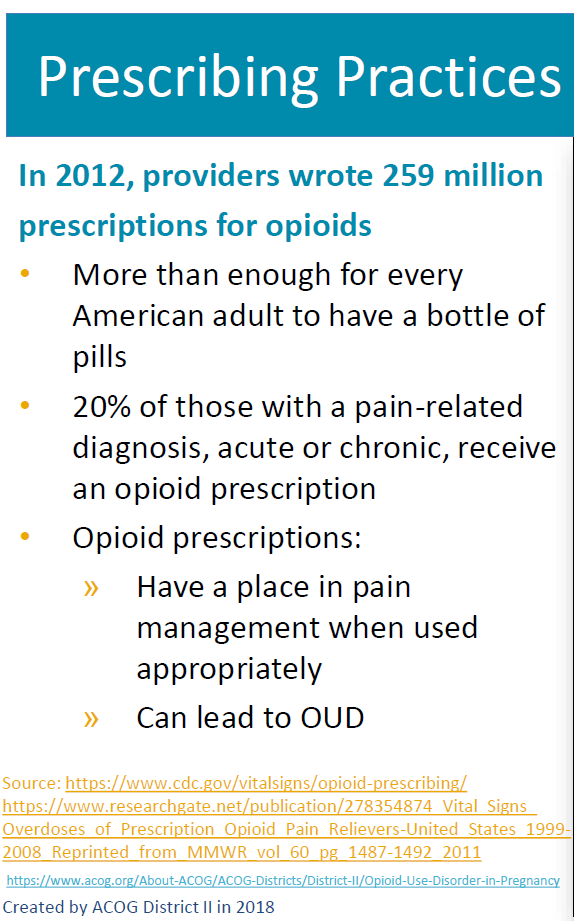 Prescribing Practices
In 2012, providers wrote 259 million
prescriptions for opioids
• More than enough for every
American adult to have a bottle of
pills
• 20% of those with a pain-related
diagnosis, acute or chronic, receive
an opioid prescription
• Opioid prescriptions:
» Have a place in pain
management when used
appropriately
» Can lead to OUD
Source: https://www.cdc.gov/vitalsigns/opioid-prescribing/
https://www.researchgate.net/publication/278354874_Vital_Signs_
Overdoses_of_Prescription_Opioid_Pain_Relievers-United_States_1999-
2008_Reprinted_from_MMWR_vol_60_pg_1487-1492_2011
https://www.acog.org/About-ACOG/ACOG-Districts/District-II/Opioid-Use-Disorder-in-Pregnancy
Created by ACOG District II in 2018